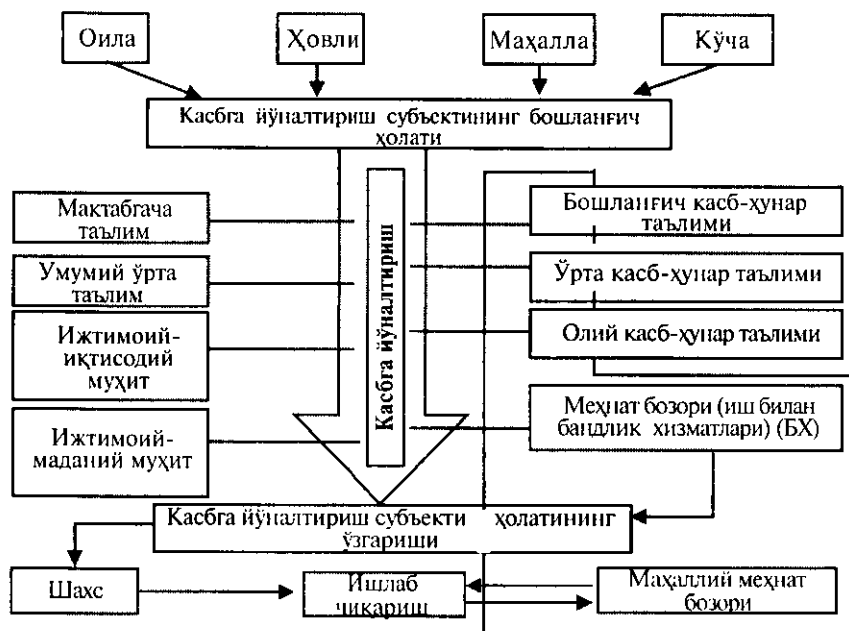 Оила
Ҳовли
Маҳалла
Кўча
Касбга йўналтириш субъектининг бошланғич
ҳолати
Мактабгача
таълим
Умумий ўрта
таълим
Ижтимоий-
иқтисодий
муҳит
Ижтимоий-
маданий муҳит
Касбга йўналтириш
Бошланғич касб-ҳунар
таълими
Ўрта касб-ҳунар таълими
Олий касб-ҳунар таълими
Меҳнат бозори (иш билан
бандлик хизматлари) (БХ)
Касбга йўналтириш субъекти ҳолатининг
ўзгариши
Шахс
Ишлаб
чиқариш
Маҳаллий меҳнат
бозори